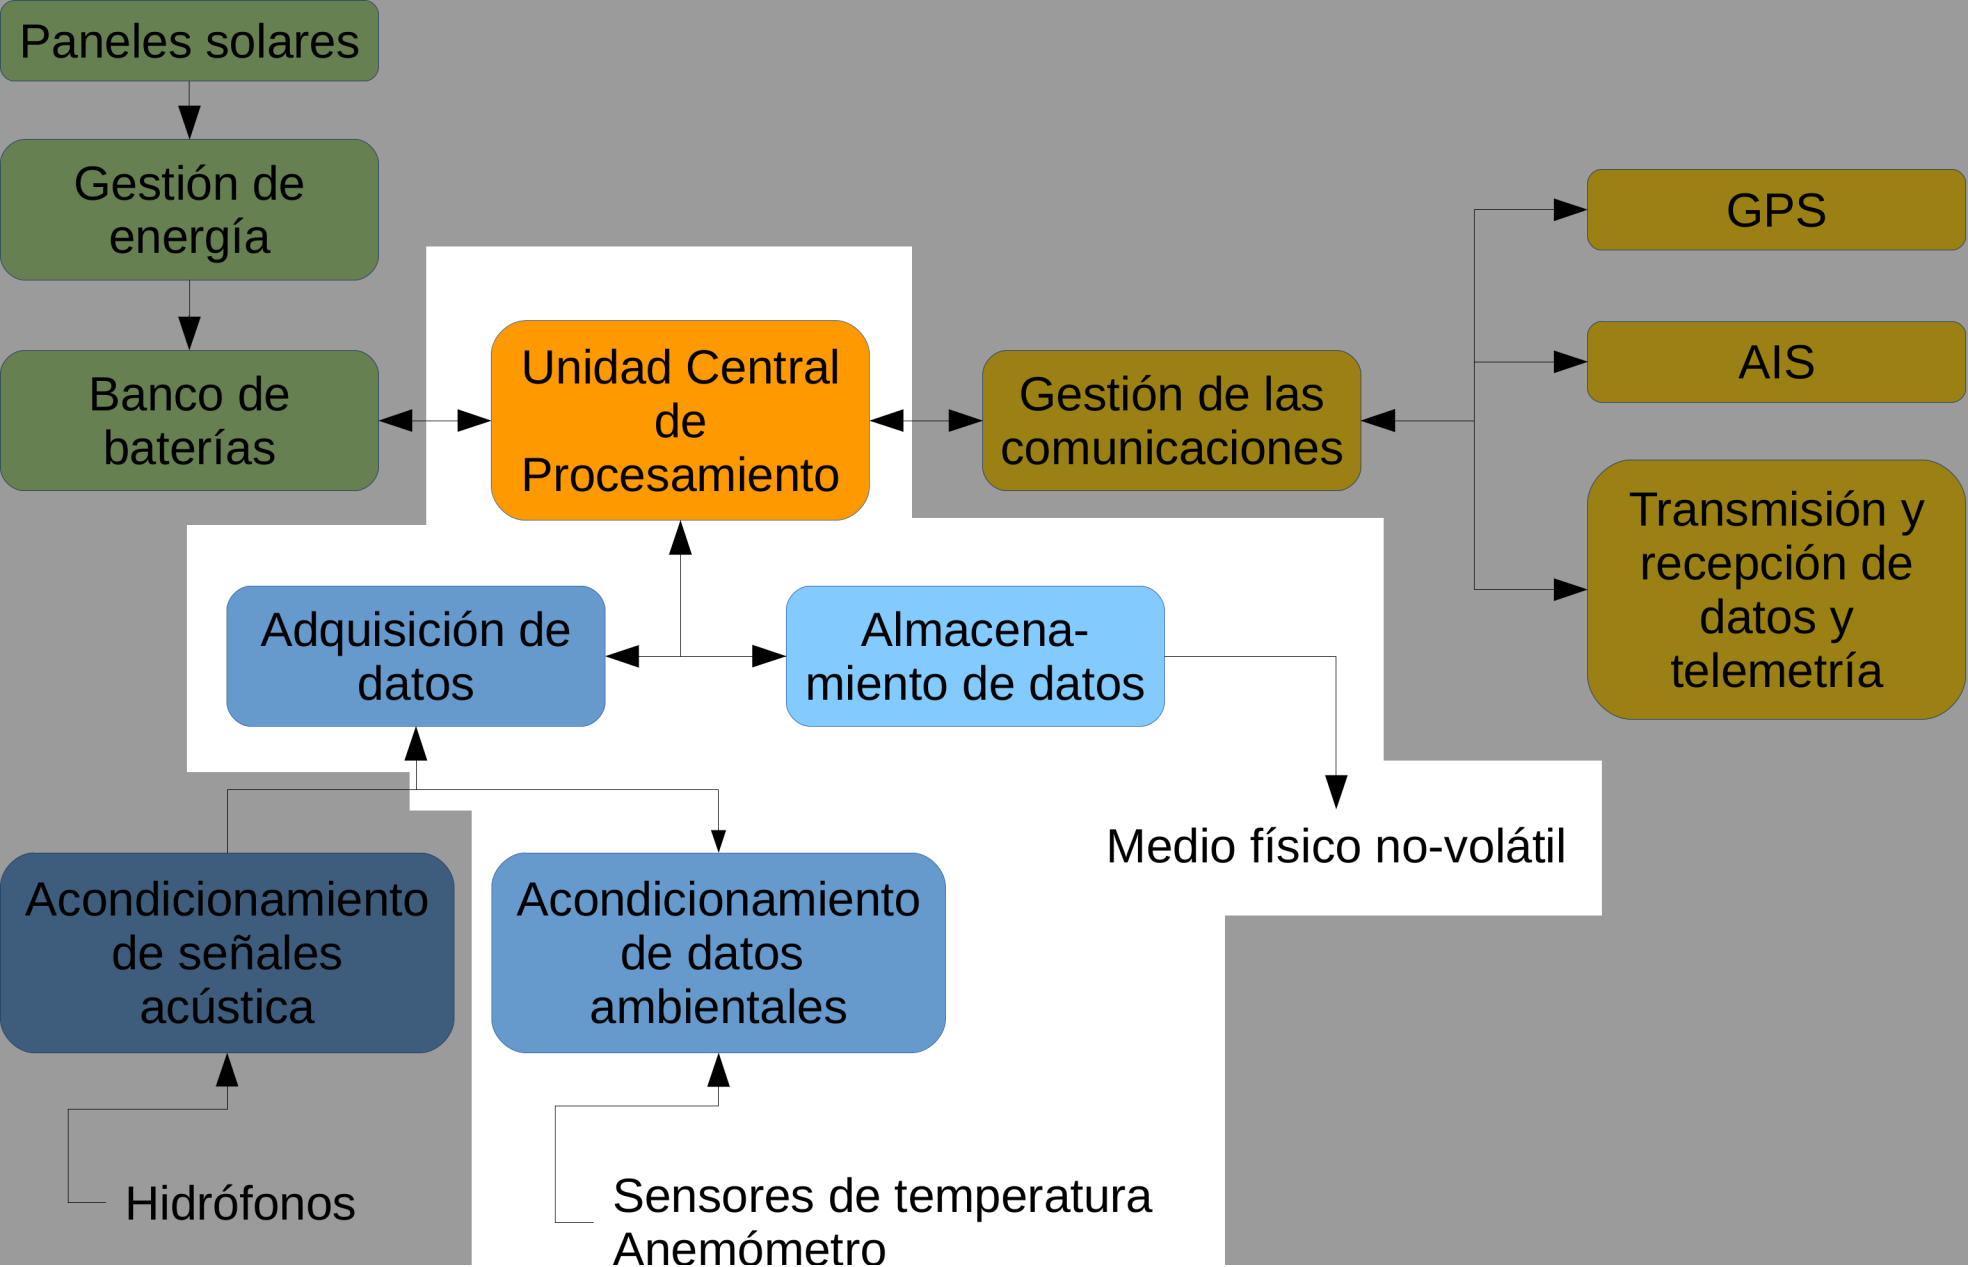 Paneles solares
Gestión de
energía
Banco de
baterías
Unidad Central
de
Procesamiento
Gestión de las
comunicaciones
GPS
AIS
Transmisión y
recepción de
datos y
telemetría
Adquisición de
datos
Almacena-
miento de datos
Medio físico no-volátil
Acondicionamiento
de señales
acústica
Acondicionamiento
de datos
ambientales
Hidrófonos
Sensores de temperatura
Anemómetro